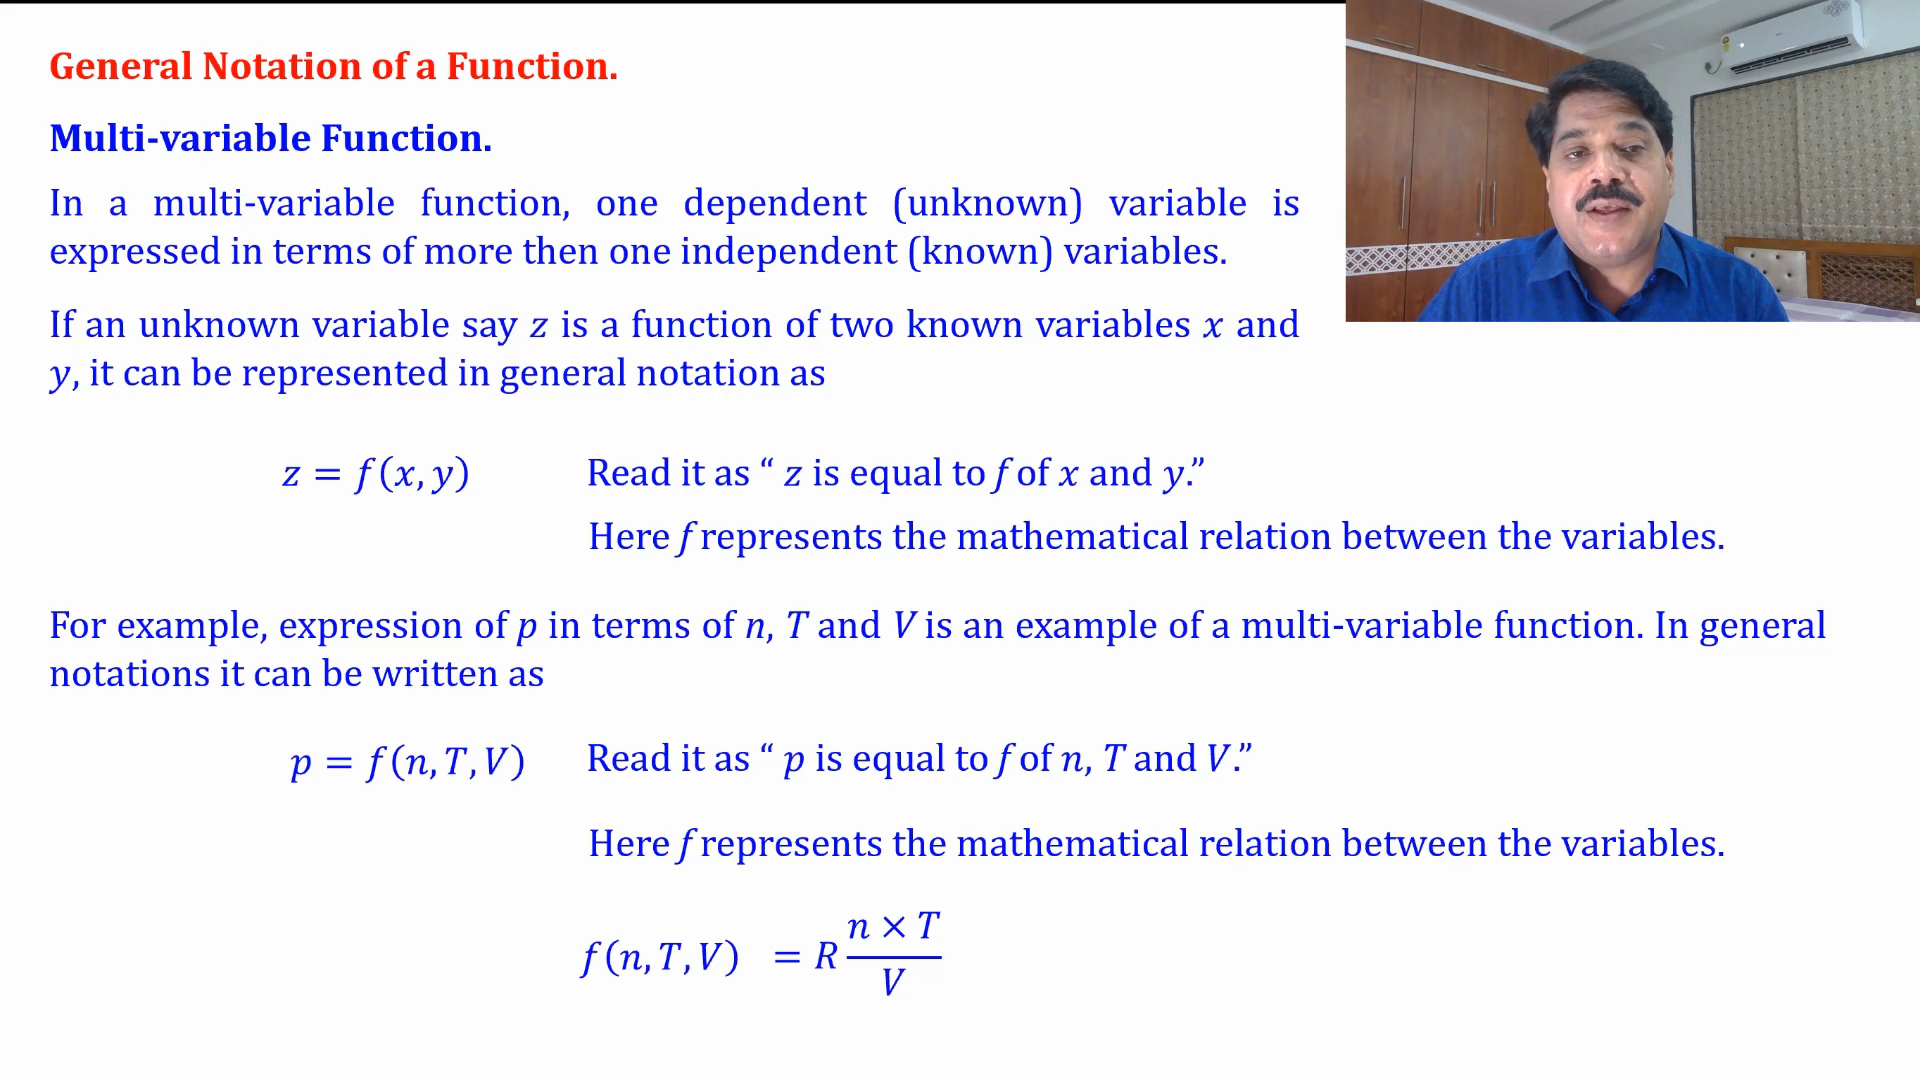 General Notation of a Function.
Multi-variable Function.
In a multi-variable function, one dependent (unknown) variable is
expressed in terms of more then one independent (known) variables.
If an unknown variable say z is a function of two known variables x and
y, it can be represented in general notation as
z = f(x, y) Read it as “ z is equal to f of x and y.”
Here f represents the mathematical relation between the variables.
For example, expression of p in terms of n, T and V is an example of a multi-variable function. In general
notations it can be written as
p = f(n, T, V) Read it as “ p is equal to f of n, T and V.”
Here f represents the mathematical relation between the variables.
f(n, T, V) = R n × T / V